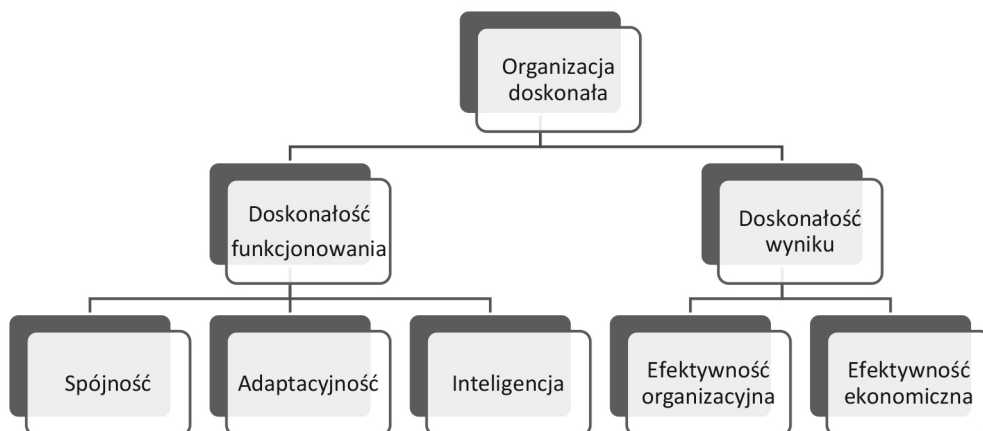 Organizacja
doskonała
Doskonałość
funkcjonowania
Doskonałość
wyniku
Spójność
Adaptacyjność
Inteligencja
Efektywność
organizacyjna
Efektywność
ekonomiczna